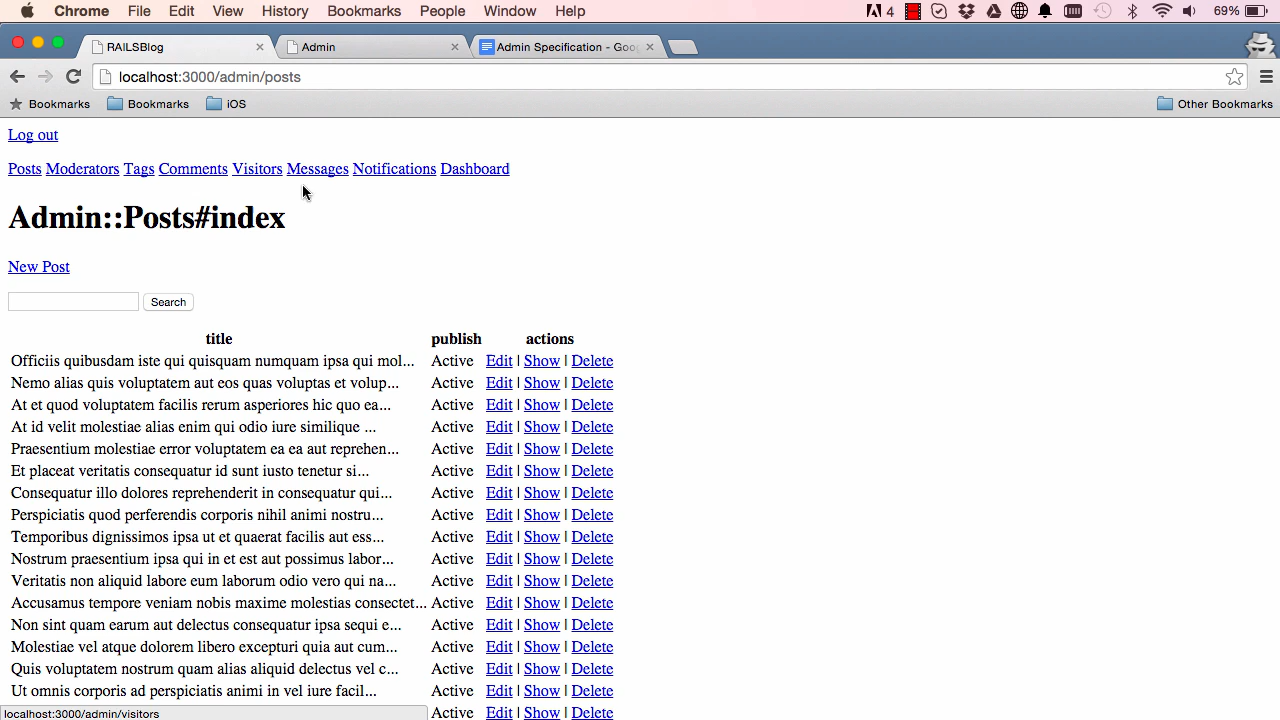 Chrome File Edit View History Bookmarks People Window Help 4 69%
RAILSBlog Admin Admin Specification - Goo
localhost:3000/admin/posts
Bookmarks Bookmarks iOS Other Bookmarks
Log out
Posts Moderators Tags Comments Visitors Messages Notifications Dashboard
Admin::Posts#index
New Post
Search
title publish actions
Officiis quibusdam iste qui quisquam numquam ipsa qui mol... Active Edit | Show | Delete
Nemo alias quis voluptatem aut eos quas voluptas et volup... Active Edit | Show | Delete
At et quod voluptatem facilis rerum asperiores hic quo ea... Active Edit | Show | Delete
At id velit molestiae alias enim qui odio iure similique ... Active Edit | Show | Delete
Praesentium molestiae error voluptatem ea ea aut reprehen... Active Edit | Show | Delete
Et placeat veritatis consequatur id sunt iusto tenetur si... Active Edit | Show | Delete
Consequatur illo dolores reprehenderit in consequatur qui... Active Edit | Show | Delete
Perspiciatis quod perferendis corporis nihil animi nostru... Active Edit | Show | Delete
Temporibus dignissimos ipsa ut et quaerat facilis aut ess... Active Edit | Show | Delete
Nostrum praesentium ipsa qui in et est aut possimus labor... Active Edit | Show | Delete
Veritatis non aliquid labore eum laborum odio vero qui na... Active Edit | Show | Delete
Accusamus tempore veniam nobis maxime molestias consectet... Active Edit | Show | Delete
Non sint quam earum aut delectus consequatur ipsa sequi e... Active Edit | Show | Delete
Molestiae vel atque dolorem libero excepturi quia aut cum... Active Edit | Show | Delete
Quis voluptatem nostrum quam alias aliquid delectus vel c... Active Edit | Show | Delete
Ut omnis corporis ad perspiciatis animi in vel iure facil... Active Edit | Show | Delete
localhost:3000/admin/visitors Active Edit | Show | Delete